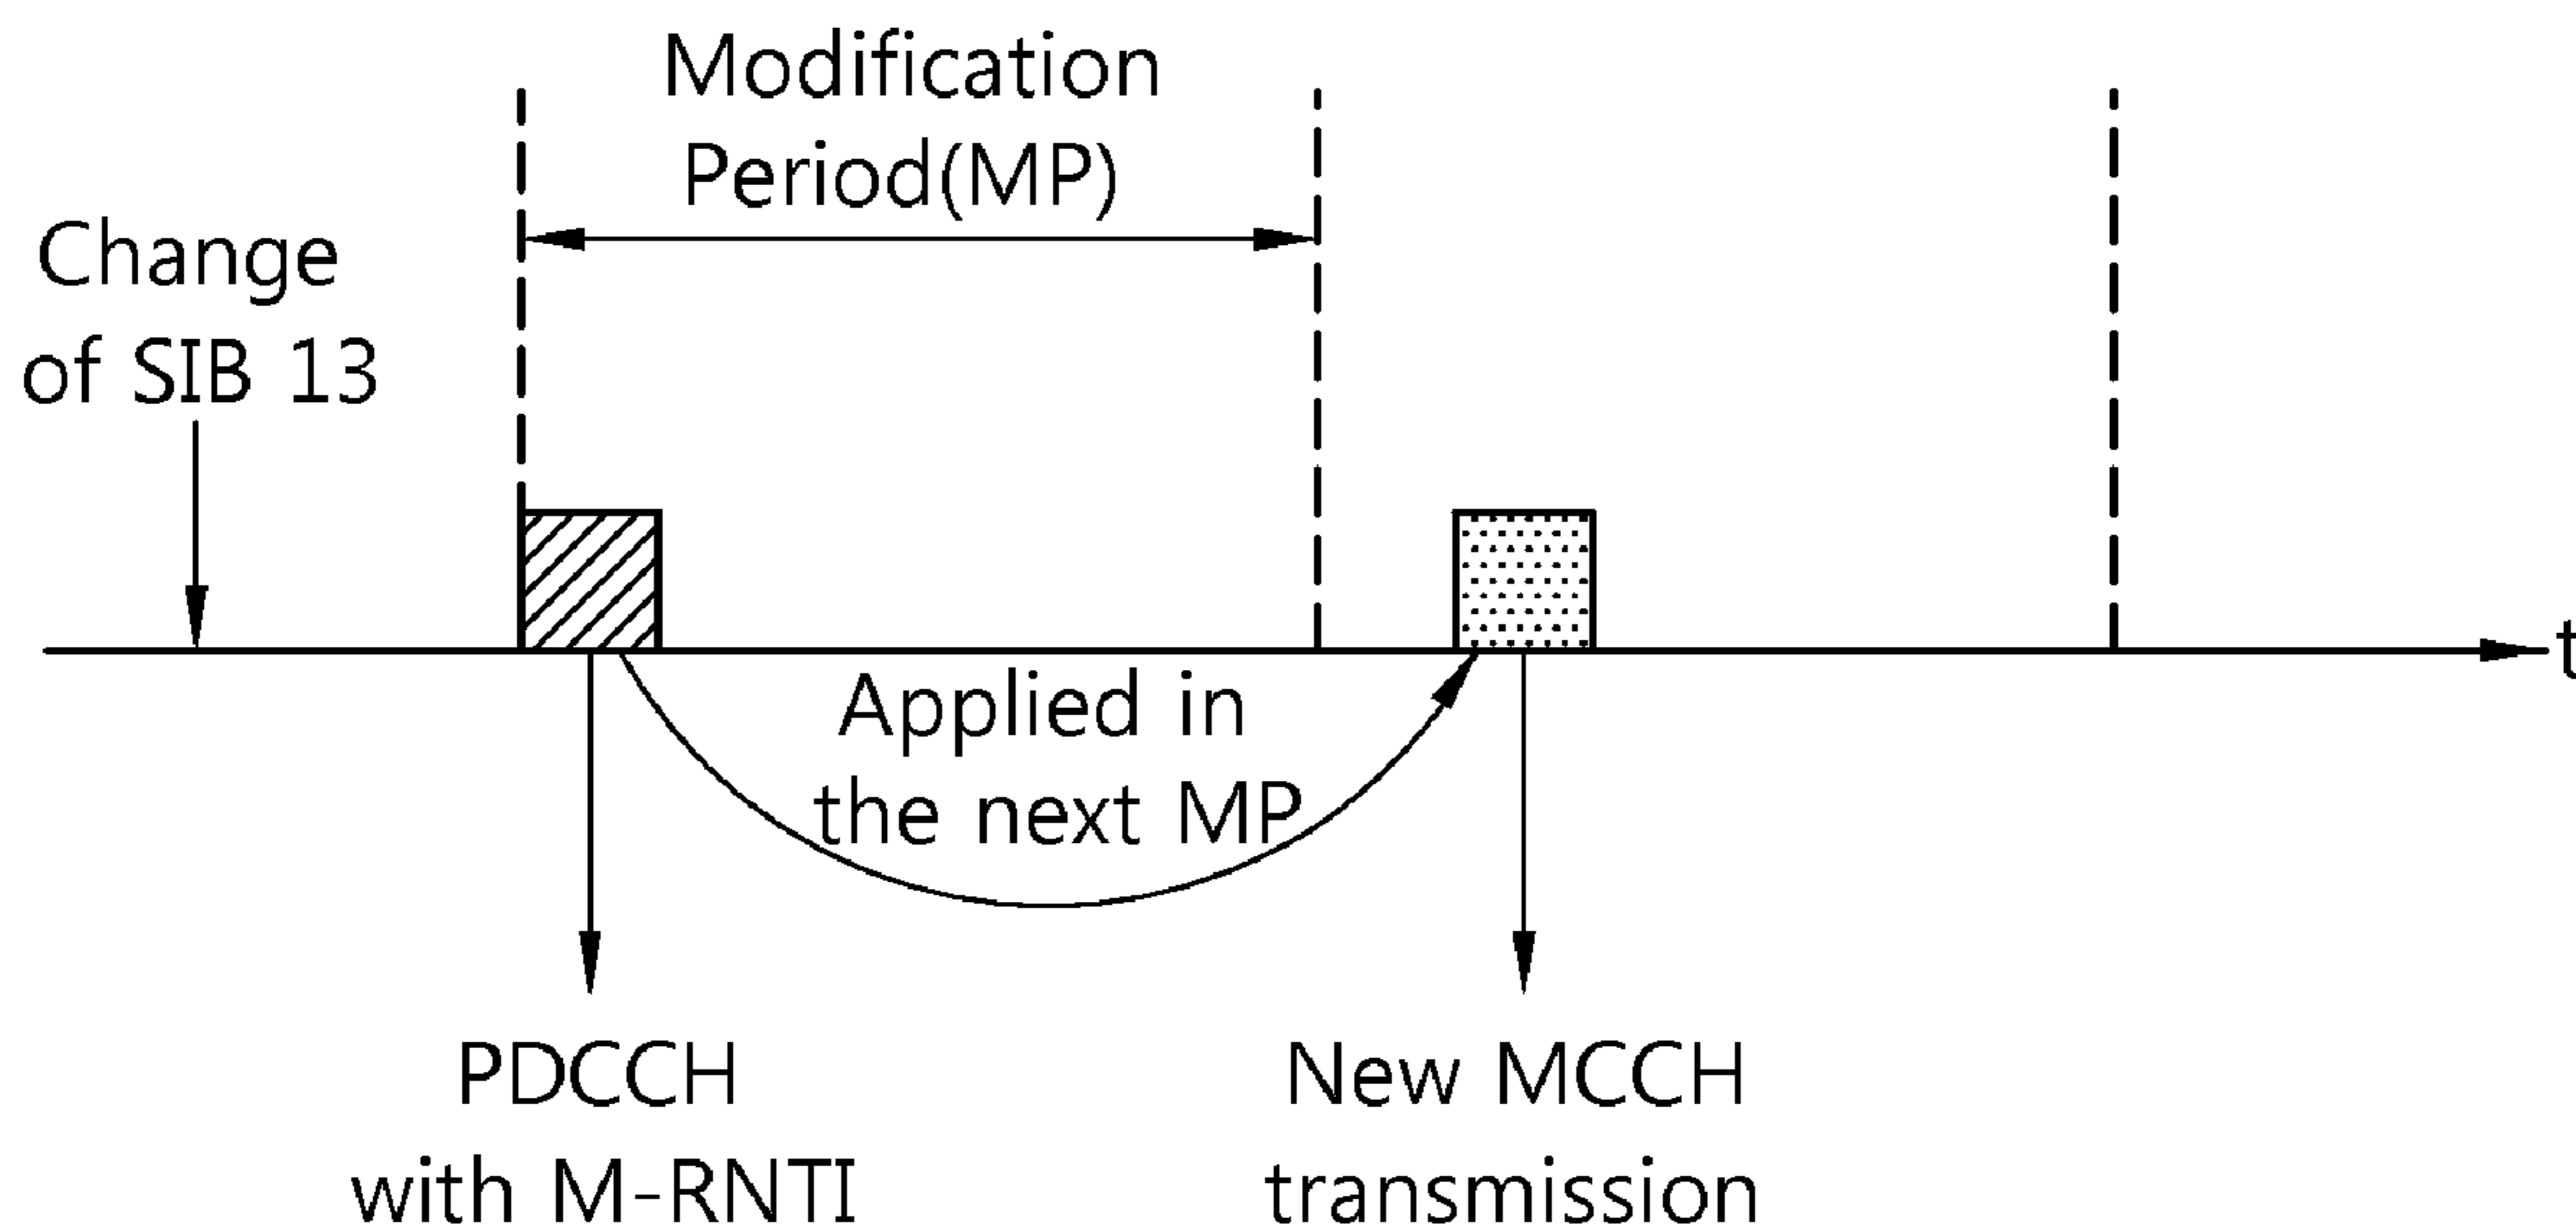 Modification
Period(MP)
Change
of SIB 13
t
Applied in
the next MP
PDCCH
with M-RNTI
New MCCH
transmission